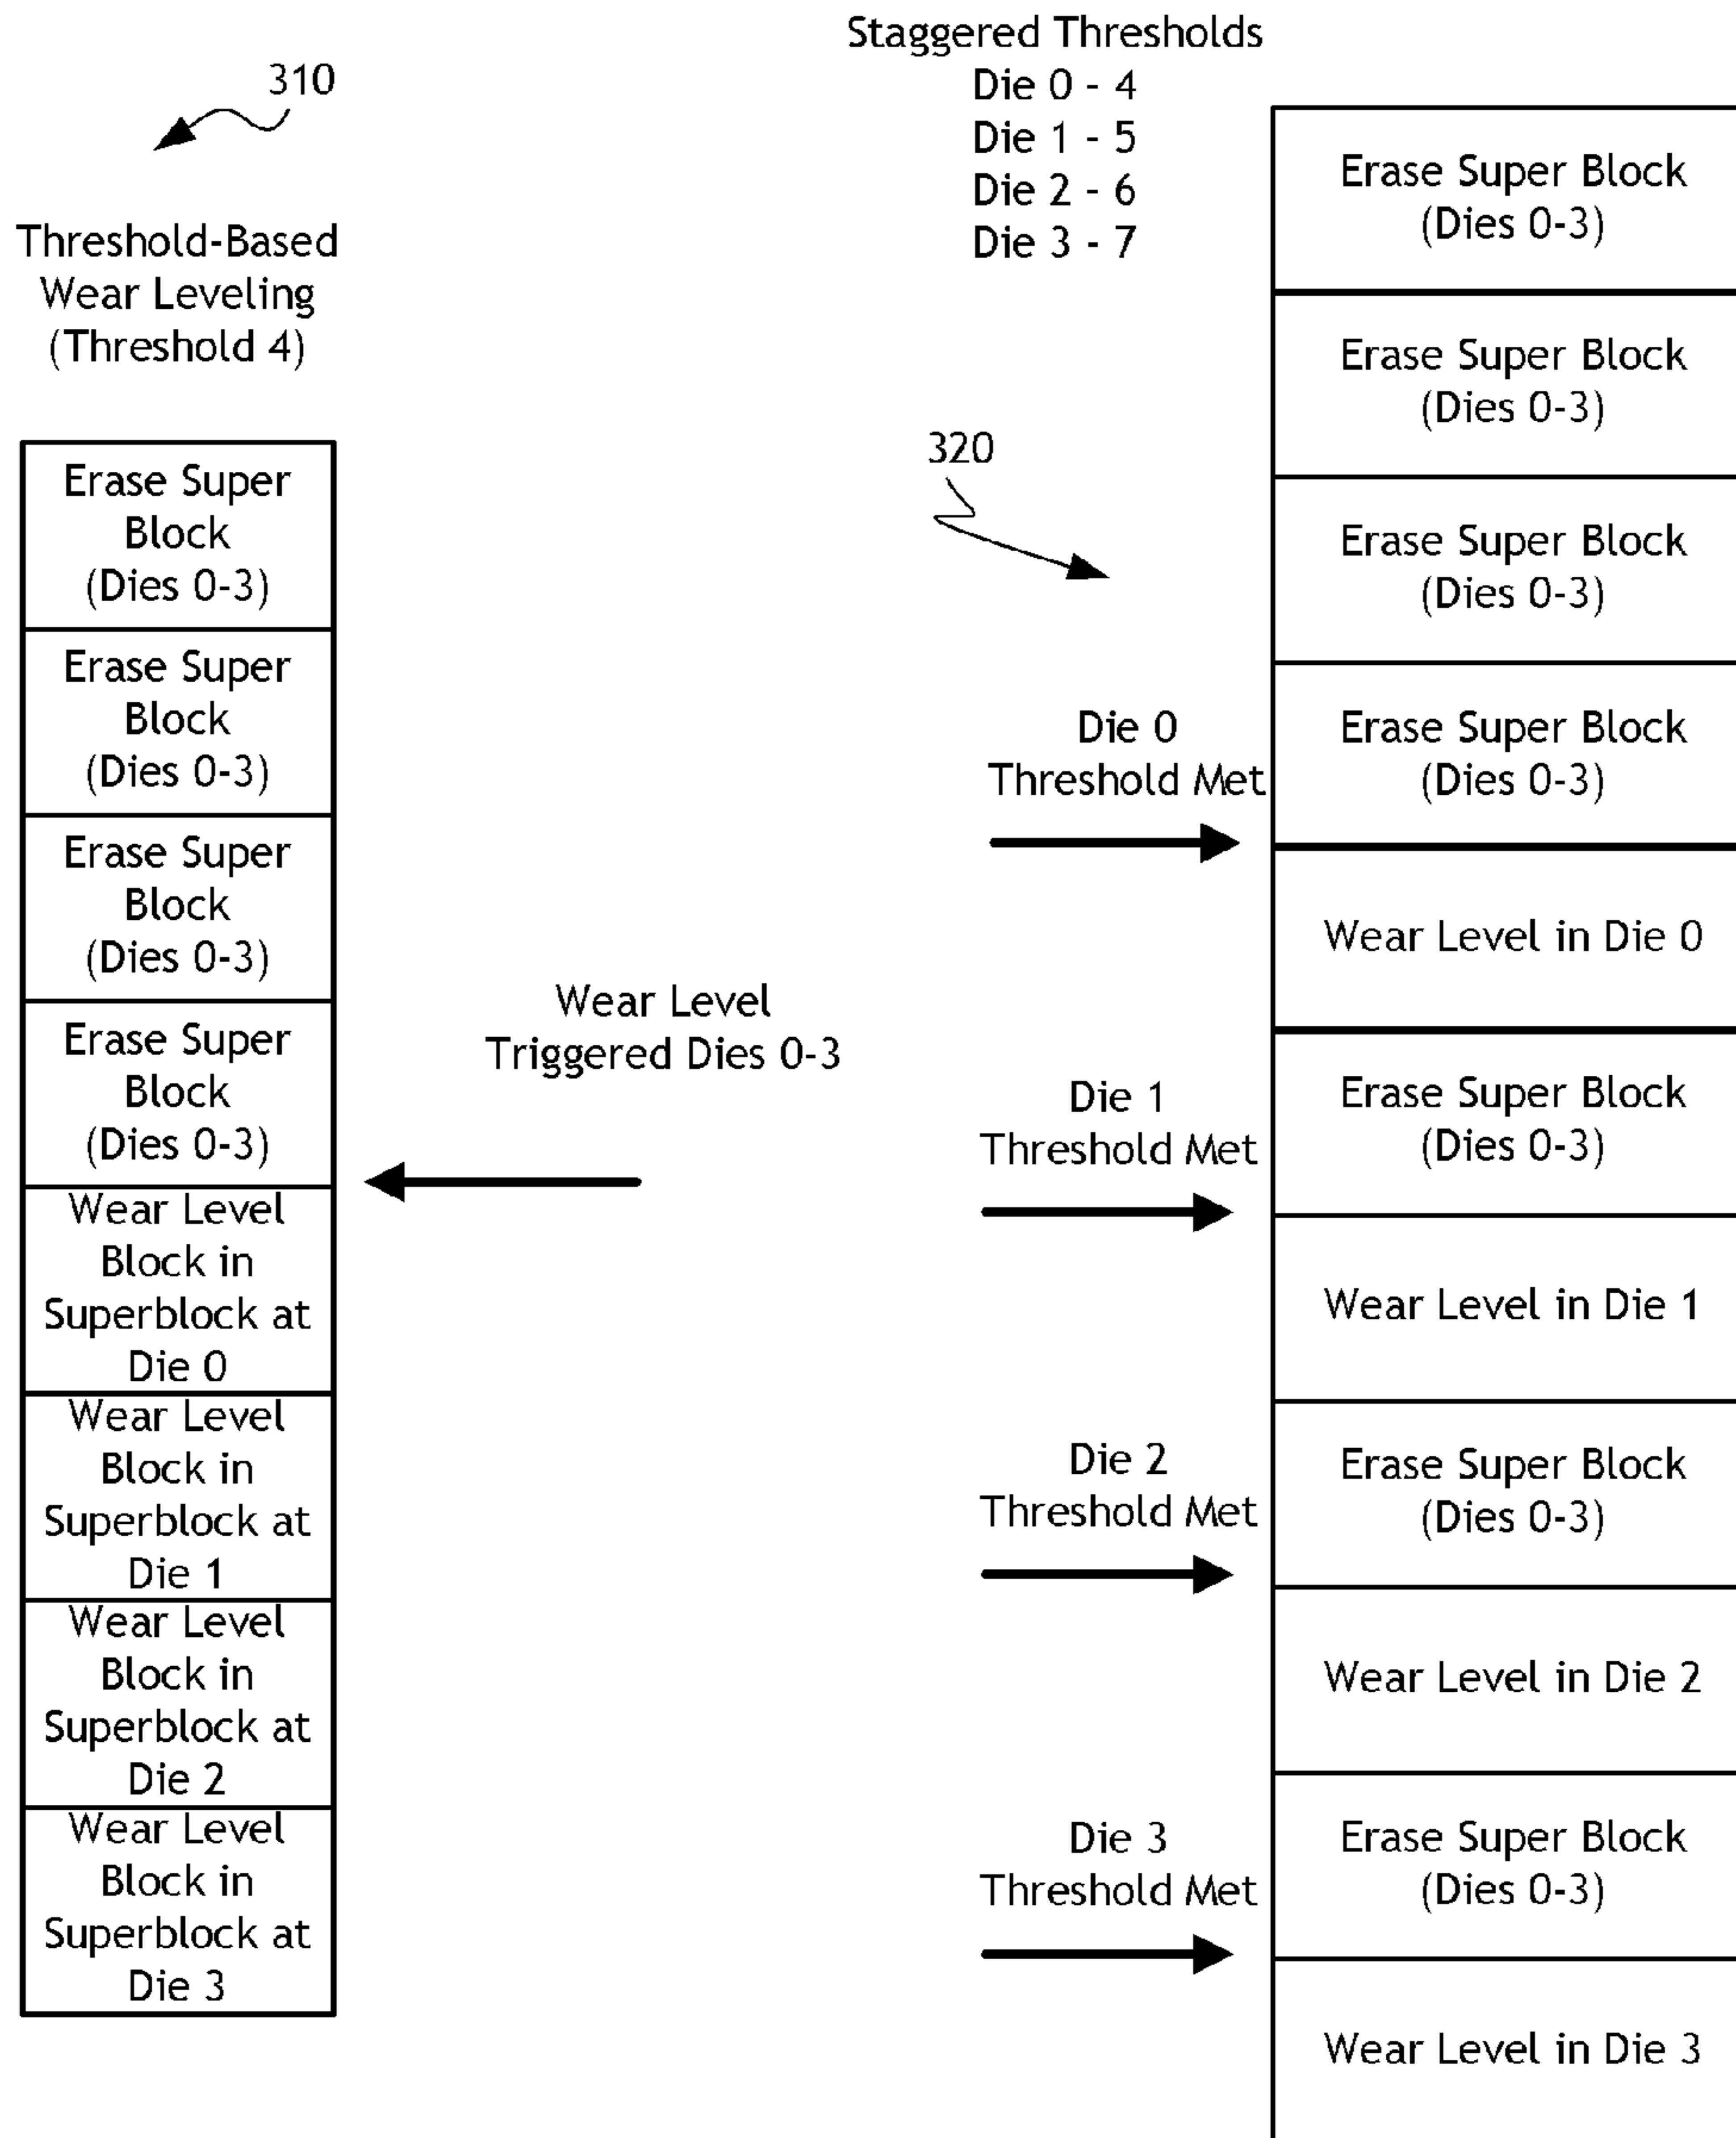 310
Threshold-Based
Wear Leveling
(Threshold 4)
Erase Super
Block
(Dies 0-3)
Erase Super
Block
(Dies 0-3)
Erase Super
Block
(Dies 0-3)
Erase Super
Block
(Dies 0-3)
Wear Level
Block in
Superblock at
Die 0
Wear Level
Block in
Superblock at
Die 1
Wear Level
Block in
Superblock at
Die 2
Wear Level
Block in
Superblock at
Die 3
Wear Level
Triggered Dies 0-3
Staggered Thresholds
Die 0 - 4
Die 1 - 5
Die 2 - 6
Die 3 - 7
320
Die 0
Threshold Met
Die 1
Threshold Met
Die 2
Threshold Met
Die 3
Threshold Met
Erase Super Block
(Dies 0-3)
Erase Super Block
(Dies 0-3)
Erase Super Block
(Dies 0-3)
Erase Super Block
(Dies 0-3)
Wear Level in Die 0
Erase Super Block
(Dies 0-3)
Wear Level in Die 1
Erase Super Block
(Dies 0-3)
Wear Level in Die 2
Erase Super Block
(Dies 0-3)
Wear Level in Die 3